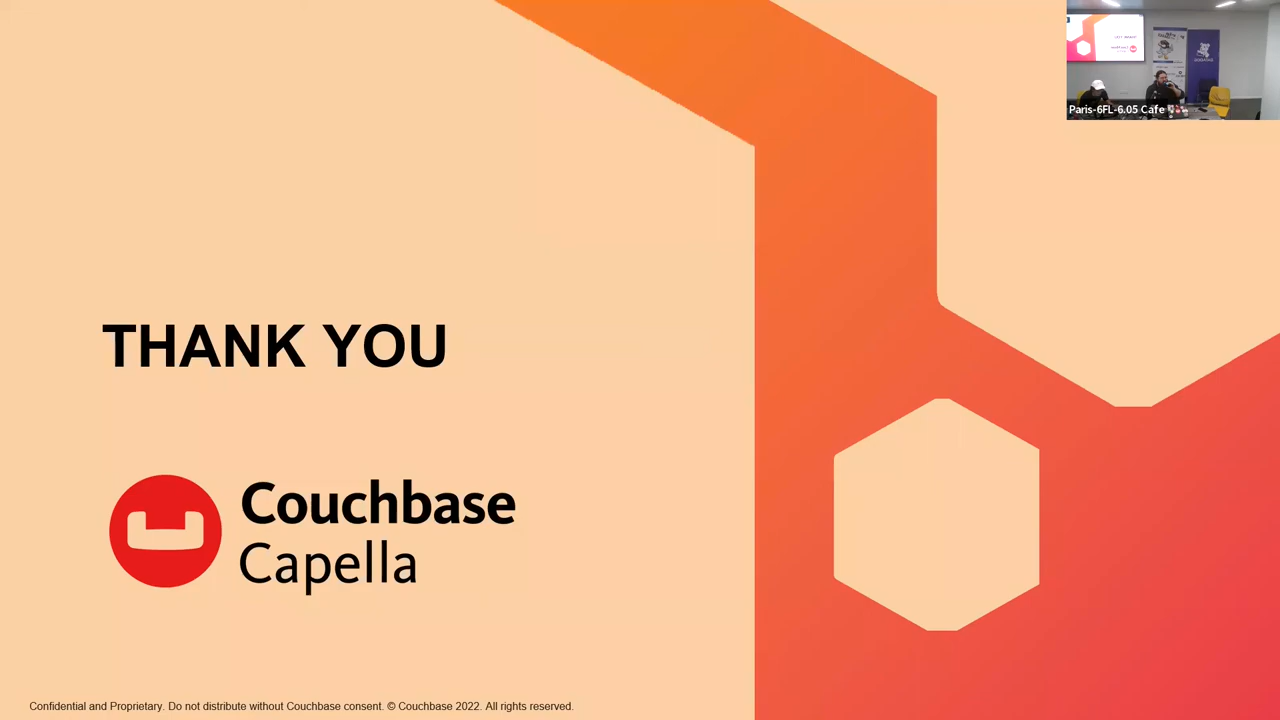 Paris-6FL-6.05 Cafe
THANK YOU
Couchbase
Capella
Confidential and Proprietary. Do not distribute without Couchbase consent. © Couchbase 2022. All rights reserved.